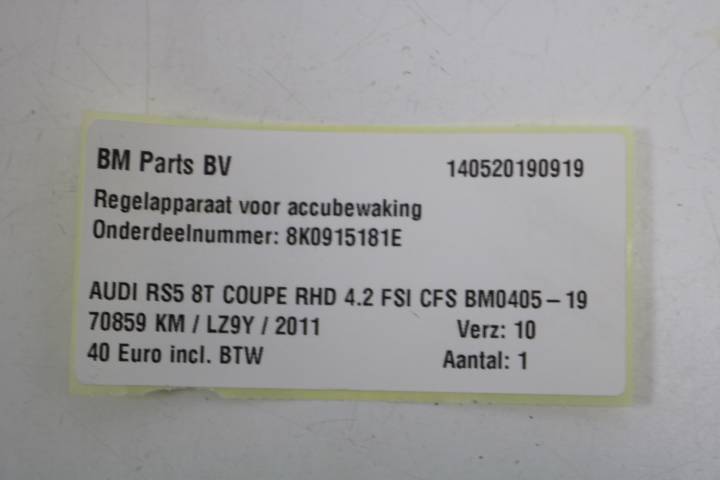 BM Parts BV 140520190919
Regelapparaat voor accubewaking
Onderdeelnummer: 8K0915181E
AUDI RS5 8T COUPE RHD 4.2 FSI CFS BM0405-19
70859 KM / LZ9Y / 2011 Verz: 10
40 Euro incl. BTW Aantal: 1